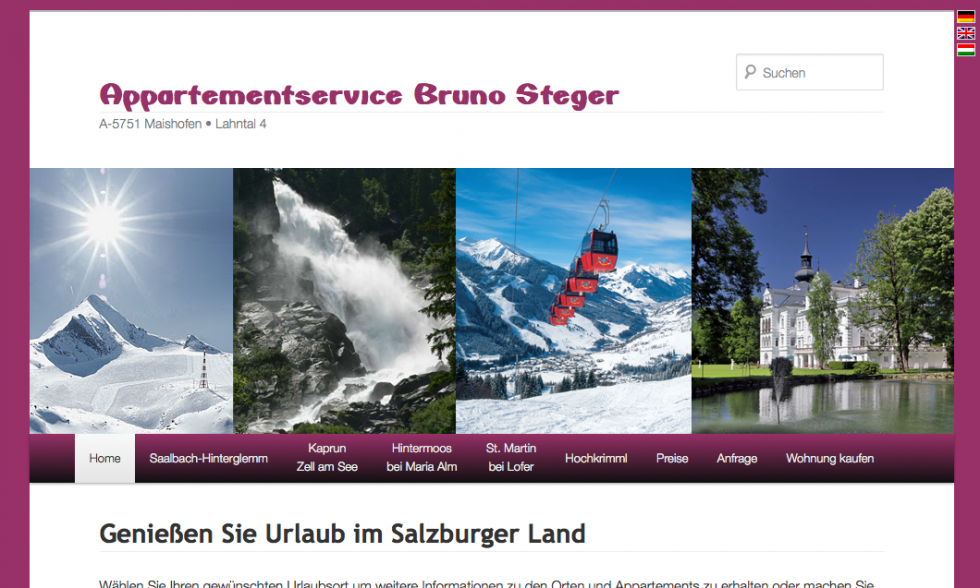 Suchen
Appartementservice Bruno Steger
A-5751 Maishofen • Lahntal 4
Home
Saalbach-Hinterglemm
Kaprun
Zell am See
Hintermoos
bei Maria Alm
St. Martin
bei Lofer
Hochkrimml
Preise
Anfrage
Wohnung kaufen
Genießen Sie Urlaub im Salzburger Land
Wählen Sie Ihren gewünschten Urlaubsort um weitere Informationen zu den Orten und Appartements zu erhalten oder machen Sie